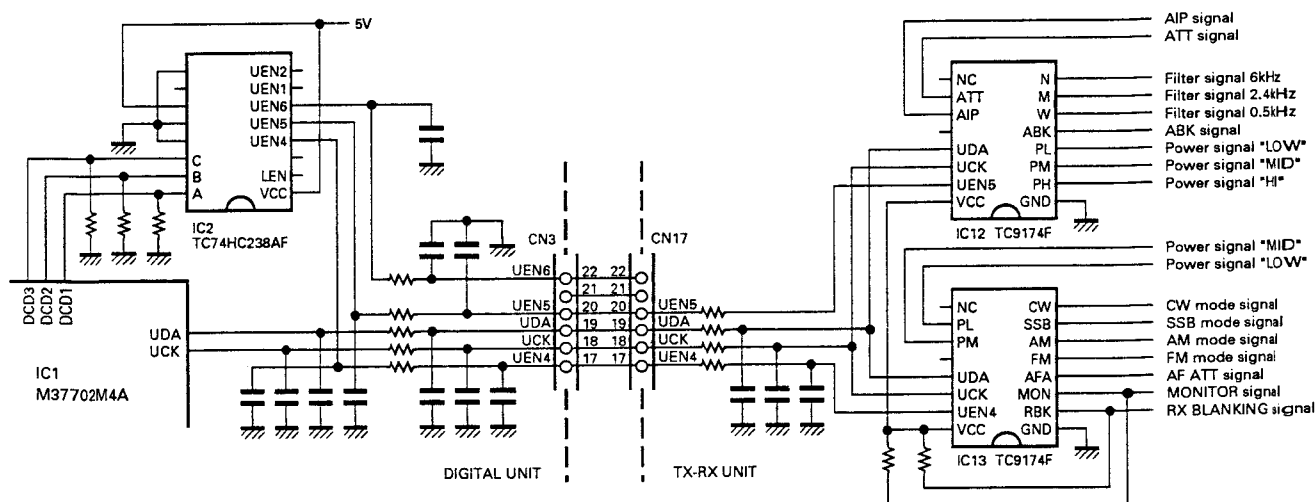 5V
UEN2
UEN1
UEN6
UEN5
UEN4
C
B
A
LEN
VCC
IC2
TC74HC238AF
DCD3
DCD2
DCD1
UDA
UCK
IC1
M37702M4A
CN3
CN17
UEN6 22 22
21 21
UEN5 20 20 UEN5
UDA 19 19 UDA
UCK 18 18 UCK
UEN4 17 17 UEN4
DIGITAL UNIT
TX-RX UNIT
AIP signal
ATT signal
NC N Filter signal 6kHz
ATT M Filter signal 2.4kHz
AIP W Filter signal 0.5kHz
ABK ABK signal
UDA PL Power signal "LOW"
UCK PM Power signal "MID"
UEN5 PH Power signal "HI"
VCC GND
IC12 TC9174F
Power signal "MID"
Power signal "LOW"
NC CW CW mode signal
PL SSB SSB mode signal
PM AM AM mode signal
FM FM mode signal
UDA AFA AF ATT signal
UCK MON MONITOR signal
UEN4 RBK RX BLANKING signal
VCC GND
IC13 TC9174F